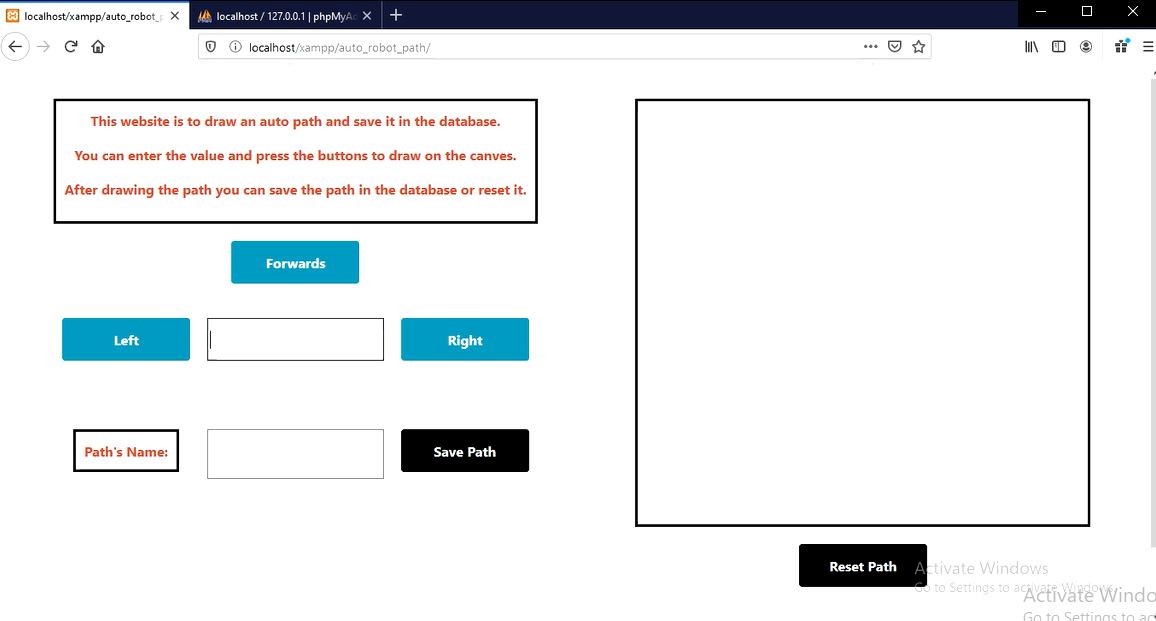 localhost/xampp/auto_robot_p
localhost / 127.0.0.1 | phpMyAd
localhost/xampp/auto_robot_path/
This website is to draw an auto path and save it in the database.
You can enter the value and press the buttons to draw on the canves.
After drawing the path you can save the path in the database or reset it.
Forwards
Left
Right
Path's Name:
Save Path
Reset Path
Activate Windows
Go to Settings to activate Windows.
Activate Windo
Go to Settings to ac